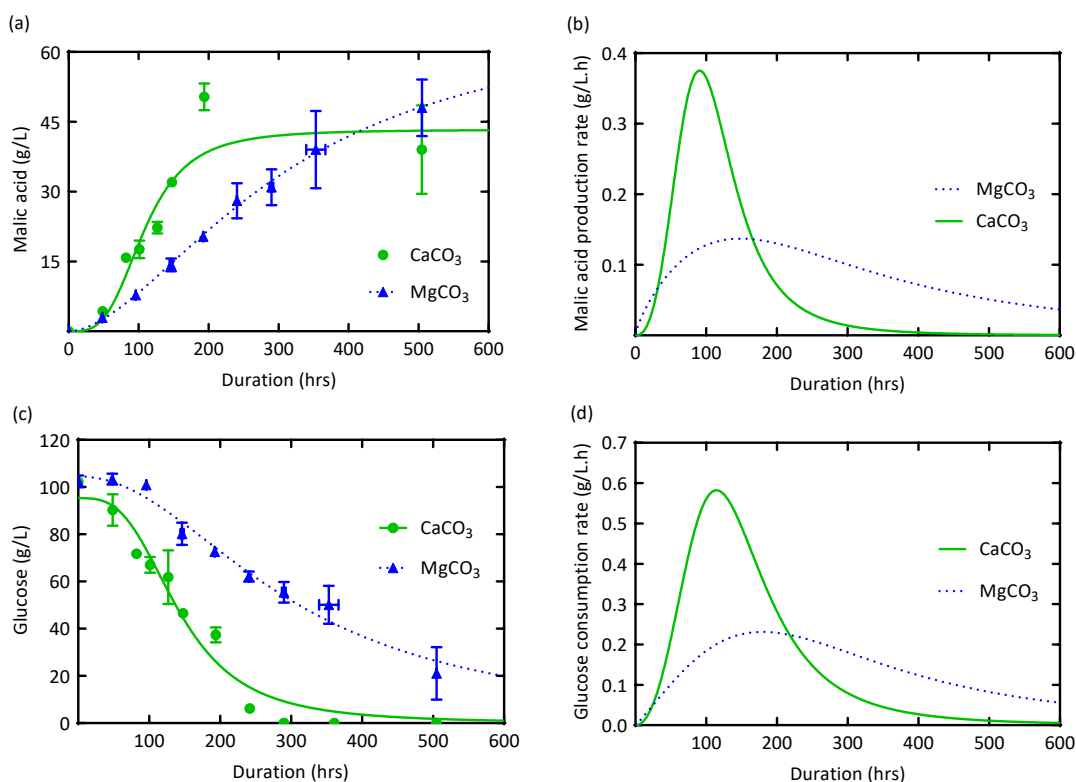 (a)
60
45
30
15
0 100 200 300 400 500 600
Malic acid (g/L)
Duration (hrs)
CaCO₃
MgCO₃
(b)
0.4
0.3
0.2
0.1
0 100 200 300 400 500 600
Malic acid production rate (g/L.h)
Duration (hrs)
MgCO₃
CaCO₃
(c)
120
100
80
60
40
20
0
100 200 300 400 500 600
Glucose (g/L)
Duration (hrs)
CaCO₃
MgCO₃
(d)
0.7
0.6
0.5
0.4
0.3
0.2
0.1
0.0
0 100 200 300 400 500 600
Glucose consumption rate (g/L.h)
Duration (hrs)
CaCO₃
MgCO₃